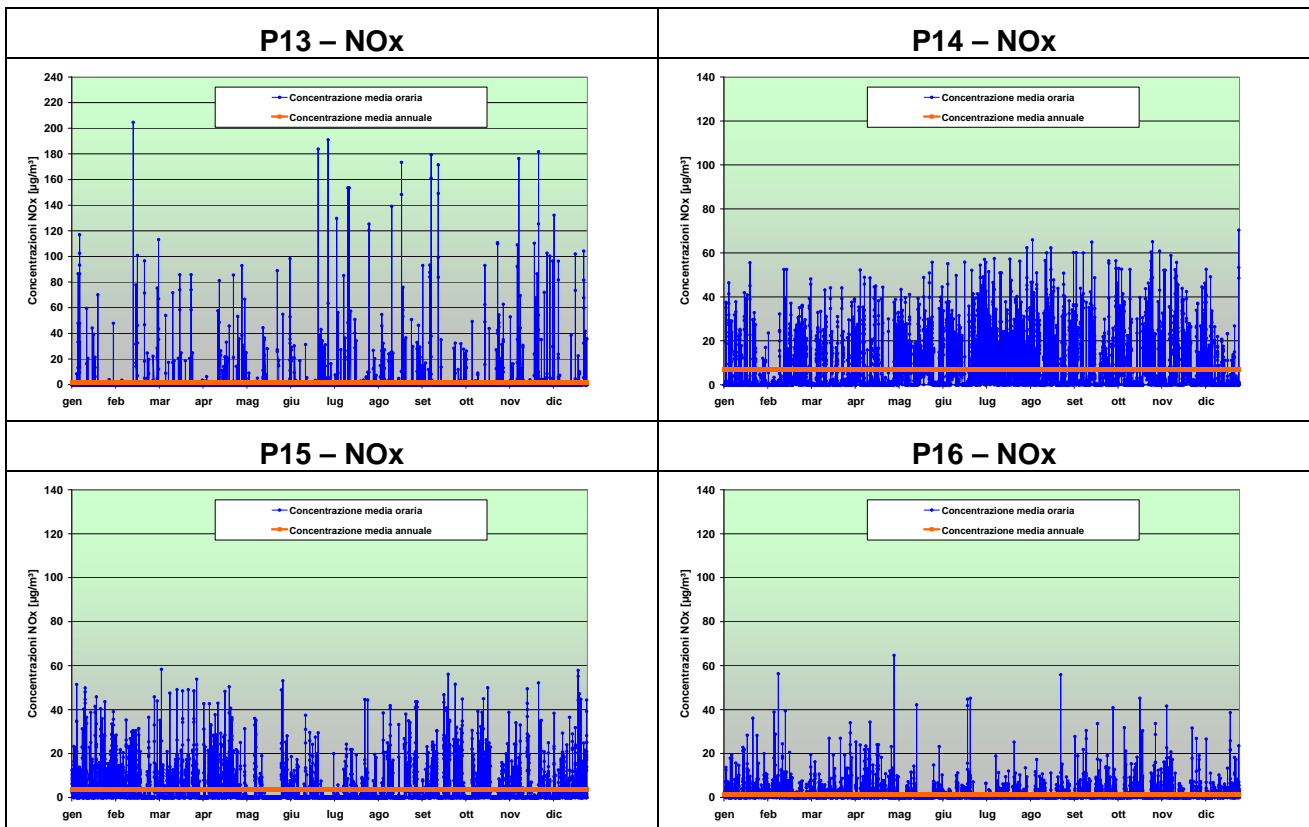 P13 – NOx
P14 – NOx
Concentrazioni NOx [µg/m³]
240
220
200
180
160
140
120
100
80
60
40
20
0
Concentrazione media oraria
Concentrazione media annuale
gen feb mar apr mag giu lug ago set ott nov dic
Concentrazioni NOx [µg/m³]
140
120
100
80
60
40
20
0
Concentrazione media oraria
Concentrazione media annuale
gen feb mar apr mag giu lug ago set ott nov dic
P15 – NOx
P16 – NOx
Concentrazioni NOx [µg/m³]
140
120
100
80
60
40
20
0
Concentrazione media oraria
Concentrazione media annuale
gen feb mar apr mag giu lug ago set ott nov dic
Concentrazioni NOx [µg/m³]
140
120
100
80
60
40
20
0
Concentrazione media oraria
Concentrazione media annuale
gen feb mar apr mag giu lug ago set ott nov dic